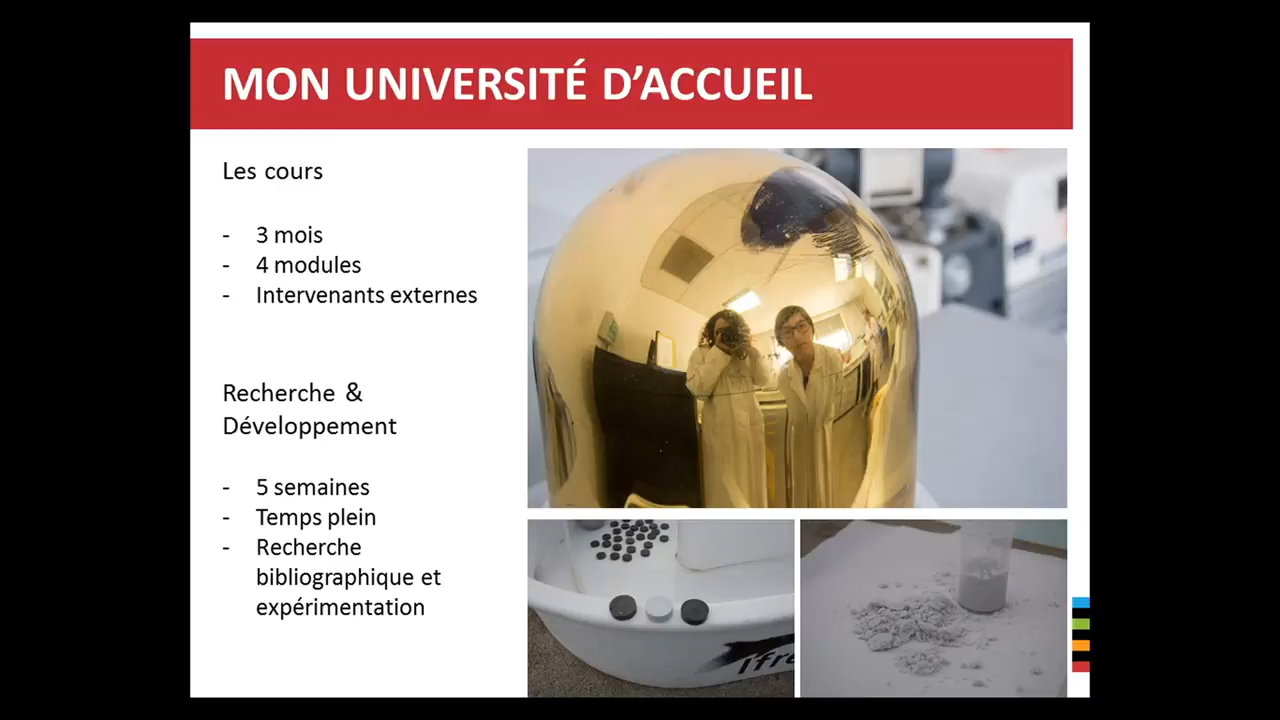 MON UNIVERSITÉ D’ACCUEIL
Les cours
- 3 mois
- 4 modules
- Intervenants externes
Recherche &
Développement
- 5 semaines
- Temps plein
- Recherche
bibliographique et
expérimentation